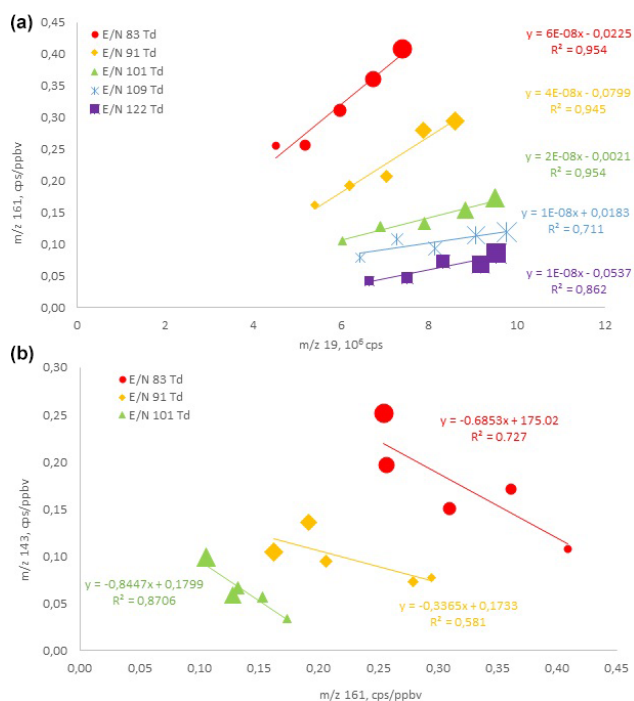 (a)
0,45
0,40
0,35
0,30
0,25
0,20
0,15
0,10
0,05
0,00
m/z 161, cps/ppbv
E/N 83 Td
E/N 91 Td
E/N 101 Td
E/N 109 Td
E/N 122 Td
y = 6E-08x - 0,0225
R² = 0,954
y = 4E-08x - 0,0799
R² = 0,945
y = 2E-08x - 0,0021
R² = 0,954
y = 1E-08x + 0,0183
R² = 0,711
y = 1E-08x - 0,0537
R² = 0,862
0
2
4
6
8
10
12
m/z 19, 10⁶ cps
(b)
0,30
0,25
0,20
0,15
0,10
0,05
0,00
m/z 143, cps/ppbv
E/N 83 Td
E/N 91 Td
E/N 101 Td
y = -0.6853x + 175.02
R² = 0.727
y = -0,8447x + 0,1799
R² = 0,8706
y = -0,3365x + 0,1733
R² = 0,581
0,00
0,05
0,10
0,15
0,20
0,25
0,30
0,35
0,40
0,45
m/z 161, cps/ppbv